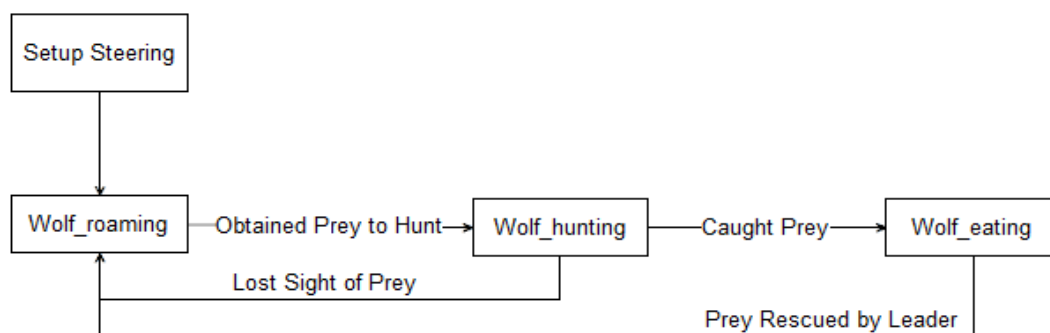 Setup Steering
Wolf_roaming
Obtained Prey to Hunt
Wolf_hunting
Caught Prey
Wolf_eating
Lost Sight of Prey
Prey Rescued by Leader